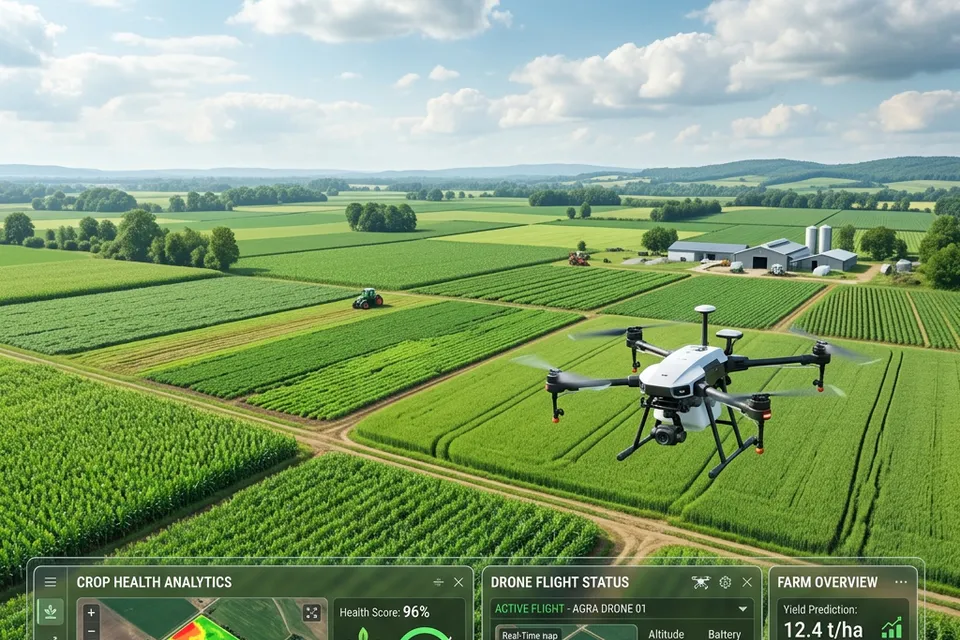 CROP HEALTH ANALYTICS
Health Score: 96%
DRONE FLIGHT STATUS
ACTIVE FLIGHT - AGRA DRONE 01
Real-Time nap
Altitude
Battery
FARM OVERVIEW
Yield Prediction:
12.4 t/ha